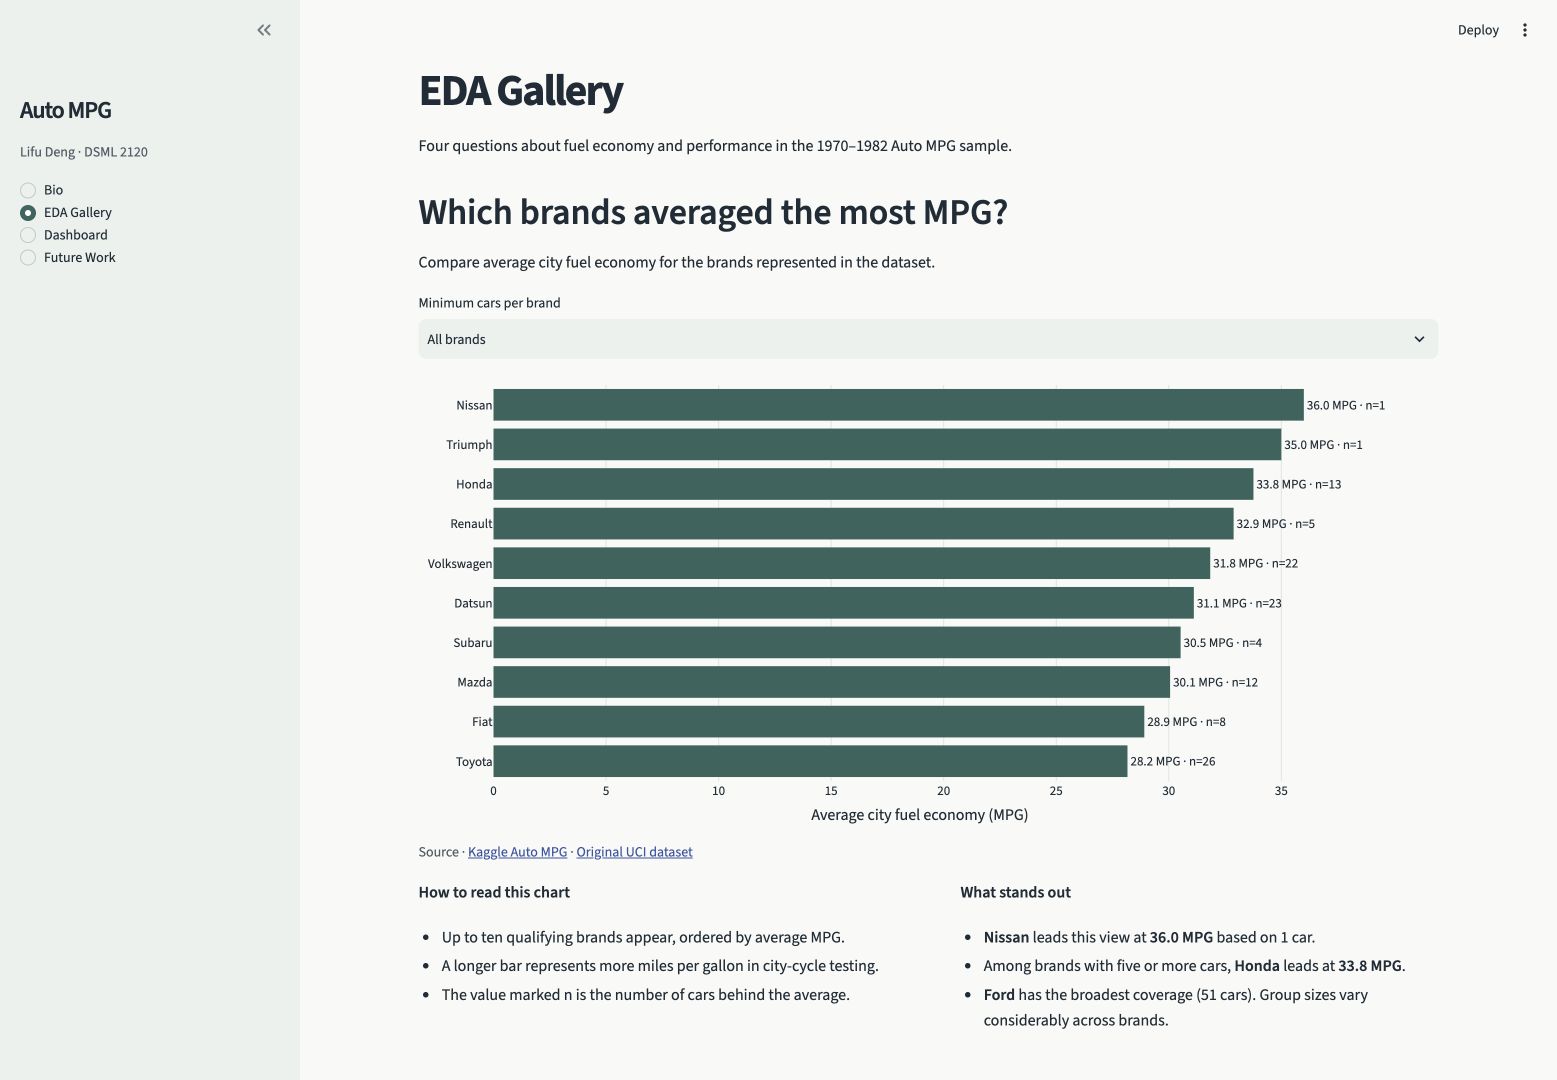 Deploy
Auto MPG
Lifu Deng · DSML 2120
Bio
EDA Gallery
Dashboard
Future Work
EDA Gallery
Four questions about fuel economy and performance in the 1970–1982 Auto MPG sample.
Which brands averaged the most MPG?
Compare average city fuel economy for the brands represented in the dataset.
Minimum cars per brand
All brands
Nissan 36.0 MPG · n=1
Triumph 35.0 MPG · n=1
Honda 33.8 MPG · n=13
Renault 32.9 MPG · n=5
Volkswagen 31.8 MPG · n=22
Datsun 31.1 MPG · n=23
Subaru 30.5 MPG · n=4
Mazda 30.1 MPG · n=12
Fiat 28.9 MPG · n=8
Toyota 28.2 MPG · n=26
0 5 10 15 20 25 30 35
Average city fuel economy (MPG)
Source · Kaggle Auto MPG · Original UCI dataset
How to read this chart
• Up to ten qualifying brands appear, ordered by average MPG.
• A longer bar represents more miles per gallon in city-cycle testing.
• The value marked n is the number of cars behind the average.
What stands out
• Nissan leads this view at 36.0 MPG based on 1 car.
• Among brands with five or more cars, Honda leads at 33.8 MPG.
• Ford has the broadest coverage (51 cars). Group sizes vary
considerably across brands.